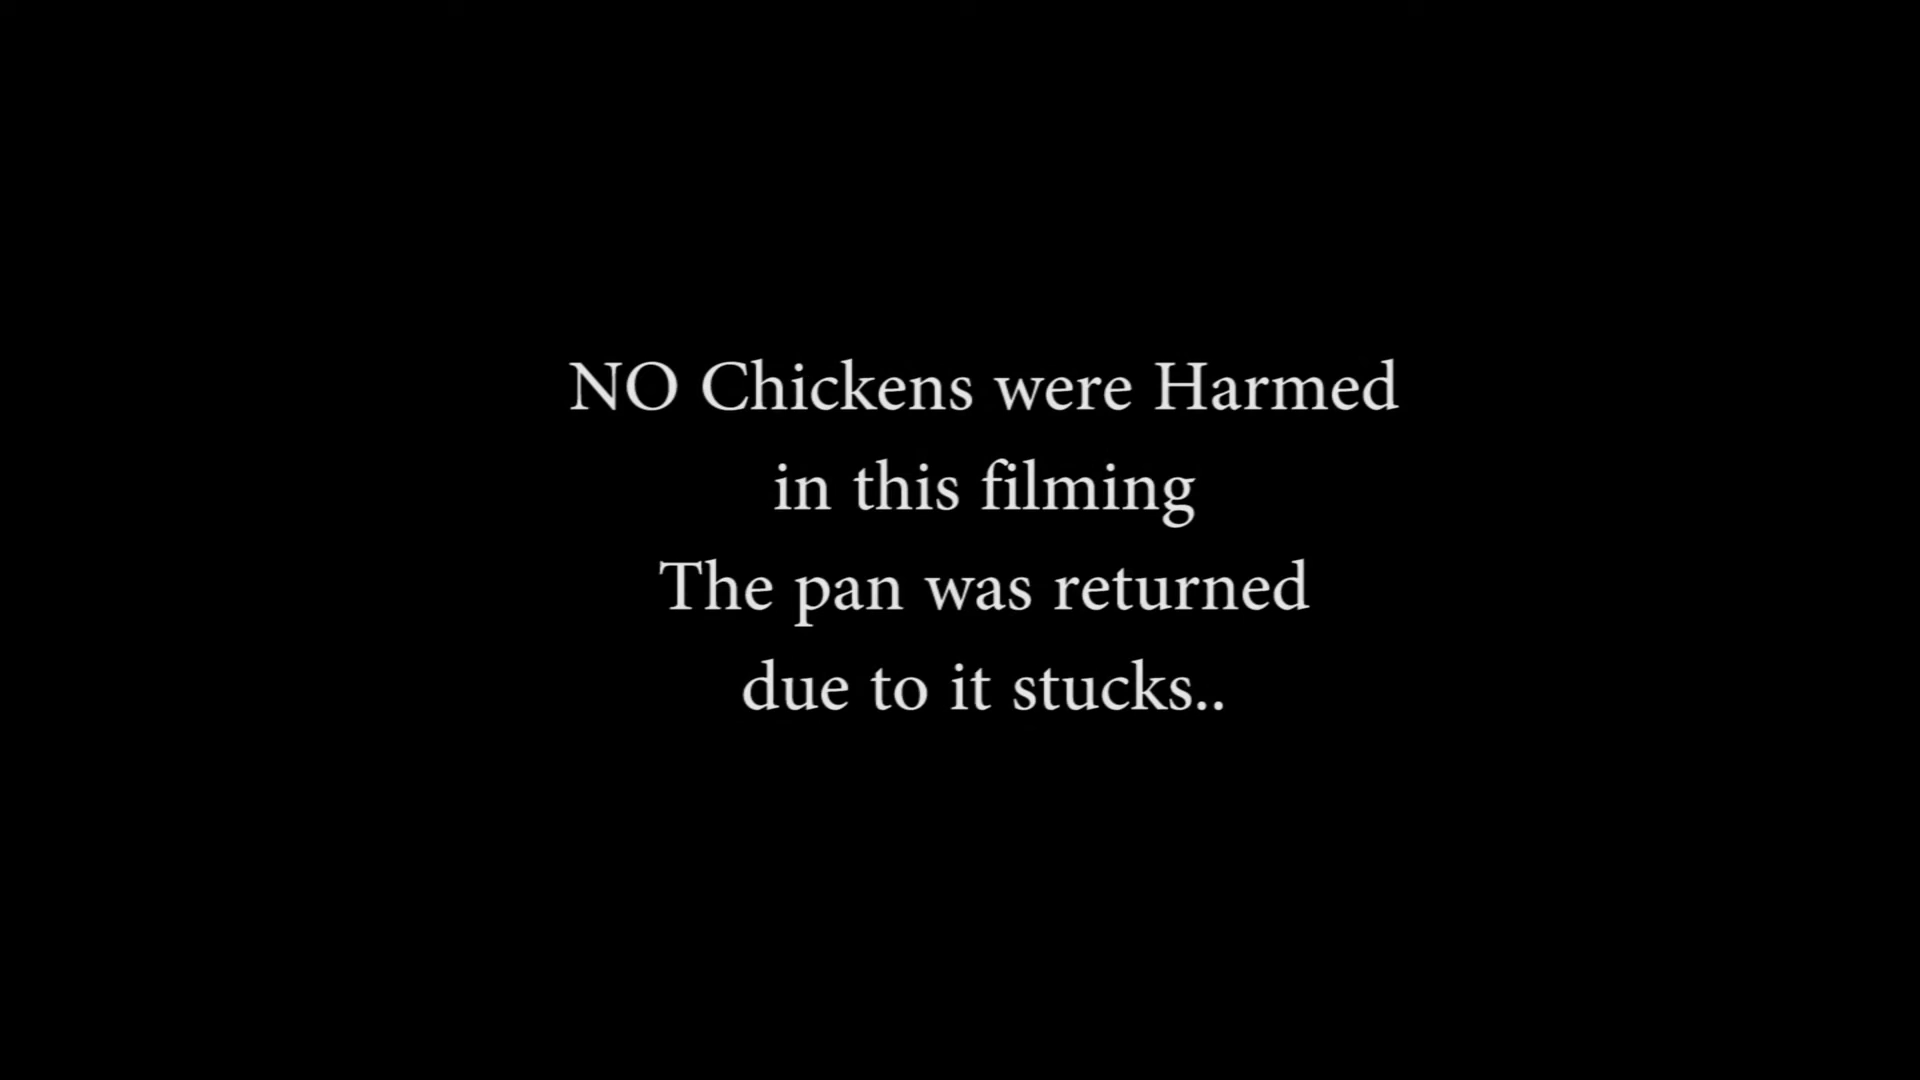 NO Chickens were Harmed
in this filming
The pan was returned
due to it stucks..